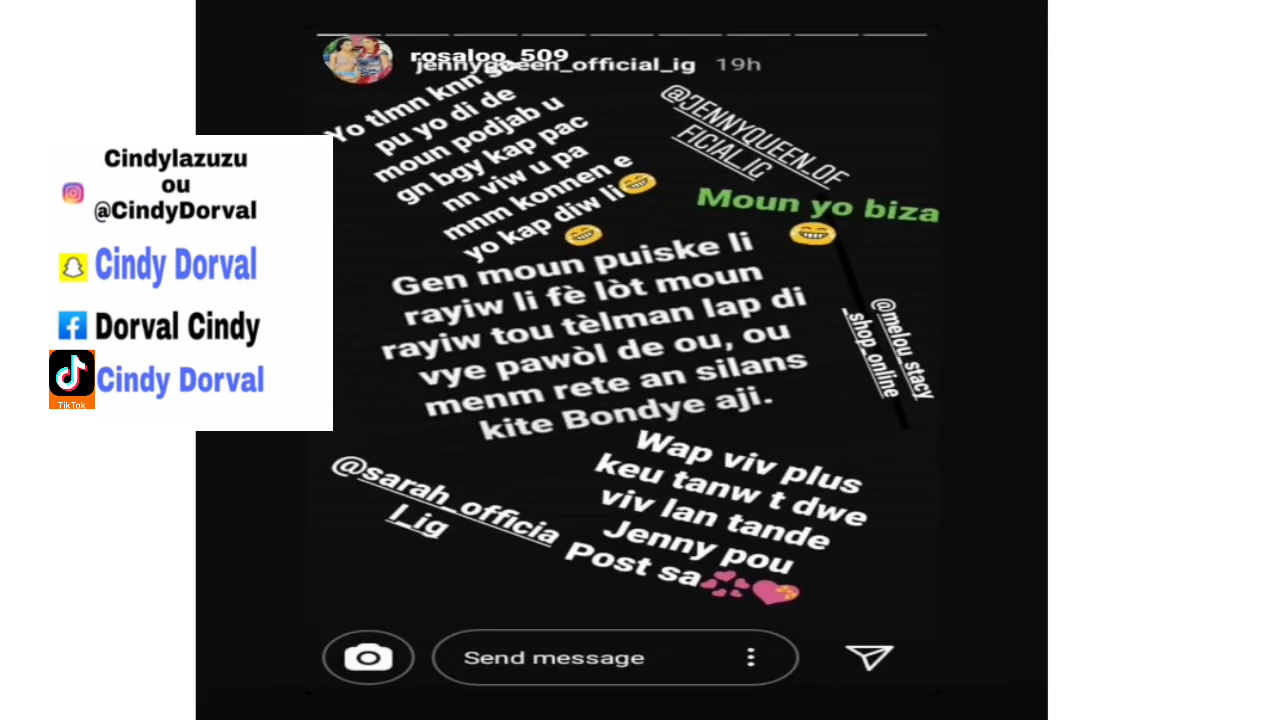 rosaloo_509
jennyqueen_official_ig 19h
Yo tlmn knn
pu yo di de
moun podjab u
gn bgy kap pac
nn viw u pa
mnm konnen e
yo kap diw li😂
😂
@JENNYQUEEN_OF
FICIAL_IG
Moun yo biza
😂
Gen moun puiske li
rayiw li fè lòt moun
rayiw tou tèlman lap di
vye pawòl de ou, ou
menm rete an silans
kite Bondye aji.
@melou_stacy
shop_online
Wap viv plus
keu tanw t dwe
viv lan tande
Jenny pou
Post sa💞💝
@sarah_officia
l_ig
Send message
Cindylazuzu
ou
@CindyDorval
Cindy Dorval
Dorval Cindy
Cindy Dorval
TikTok